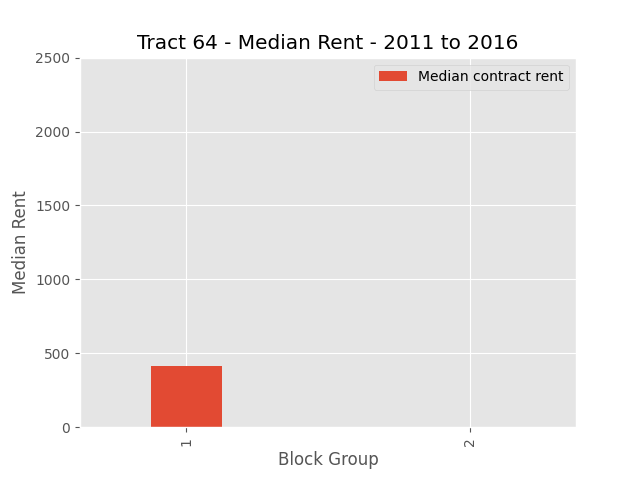 Tract 64 - Median Rent - 2011 to 2016
Median contract rent
2500
2000
1500
1000
500
0
Median Rent
1
2
Block Group